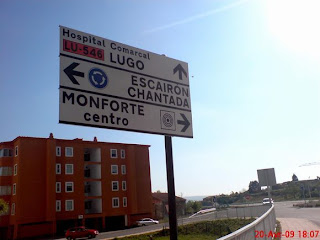 Hospital Comarcal
LU-546 LUGO
ESCAIRON
CHANTADA
MONFORTE
centro
20 Apr-09 18:07